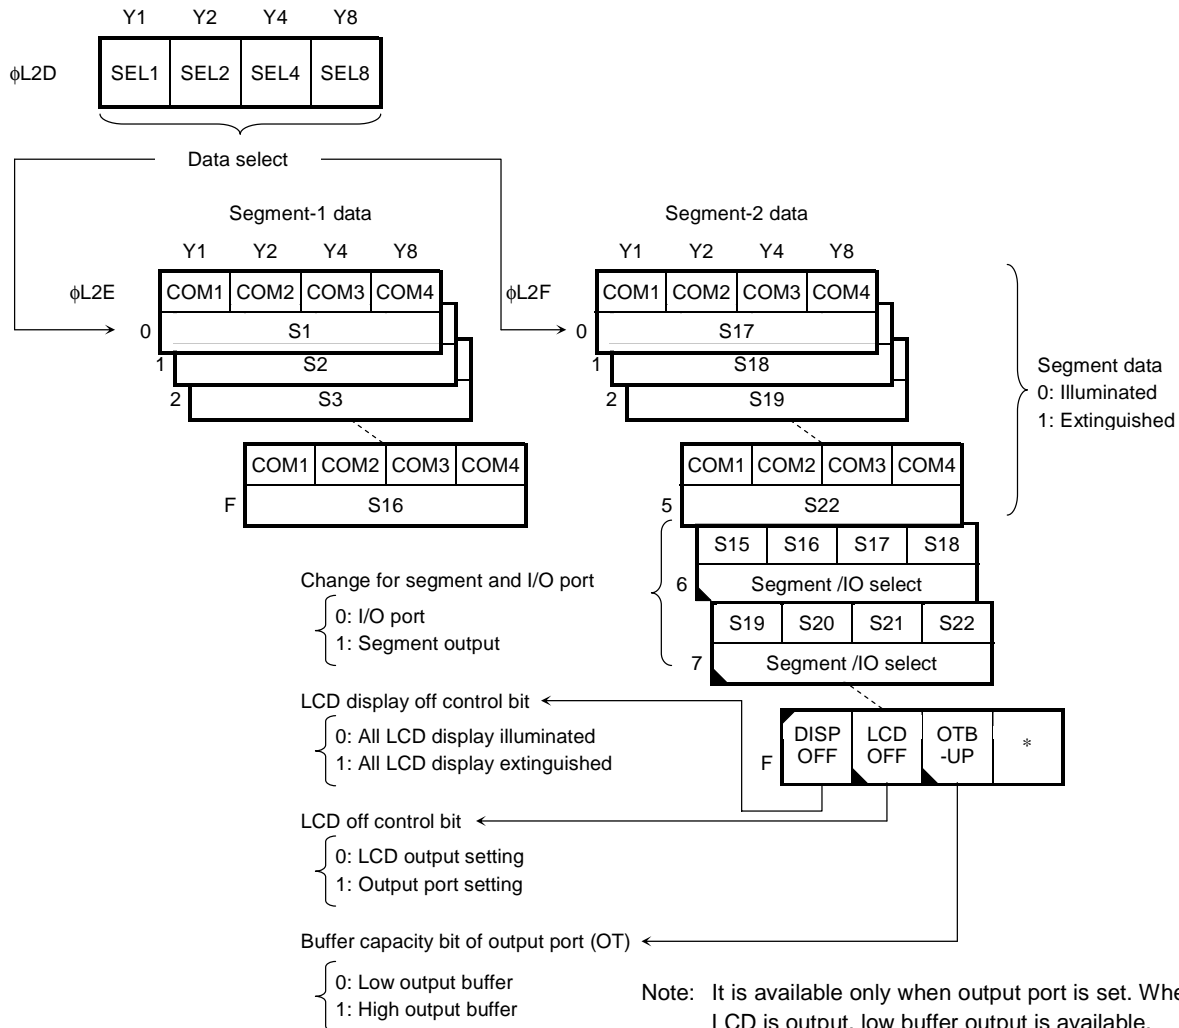 Y1 Y2 Y4 Y8
ϕL2D SEL1 SEL2 SEL4 SEL8
Data select
Segment-1 data Segment-2 data
Y1 Y2 Y4 Y8 Y1 Y2 Y4 Y8
ϕL2E COM1 COM2 COM3 COM4 ϕL2F COM1 COM2 COM3 COM4
0 S1 0 S17
1 S2 1 S18
2 S3 2 S19
Segment data
0: Illuminated
1: Extinguished
COM1 COM2 COM3 COM4 COM1 COM2 COM3 COM4
F S16 5 S22
S15 S16 S17 S18
6 Segment /IO select
S19 S20 S21 S22
7 Segment /IO select
Change for segment and I/O port
0: I/O port
1: Segment output
LCD display off control bit
0: All LCD display illuminated
1: All LCD display extinguished
F DISP OFF LCD OFF OTB -UP *
LCD off control bit
0: LCD output setting
1: Output port setting
Buffer capacity bit of output port (OT)
0: Low output buffer
1: High output buffer
Note: It is available only when output port is set. Whe
LCD is output, low buffer output is available.